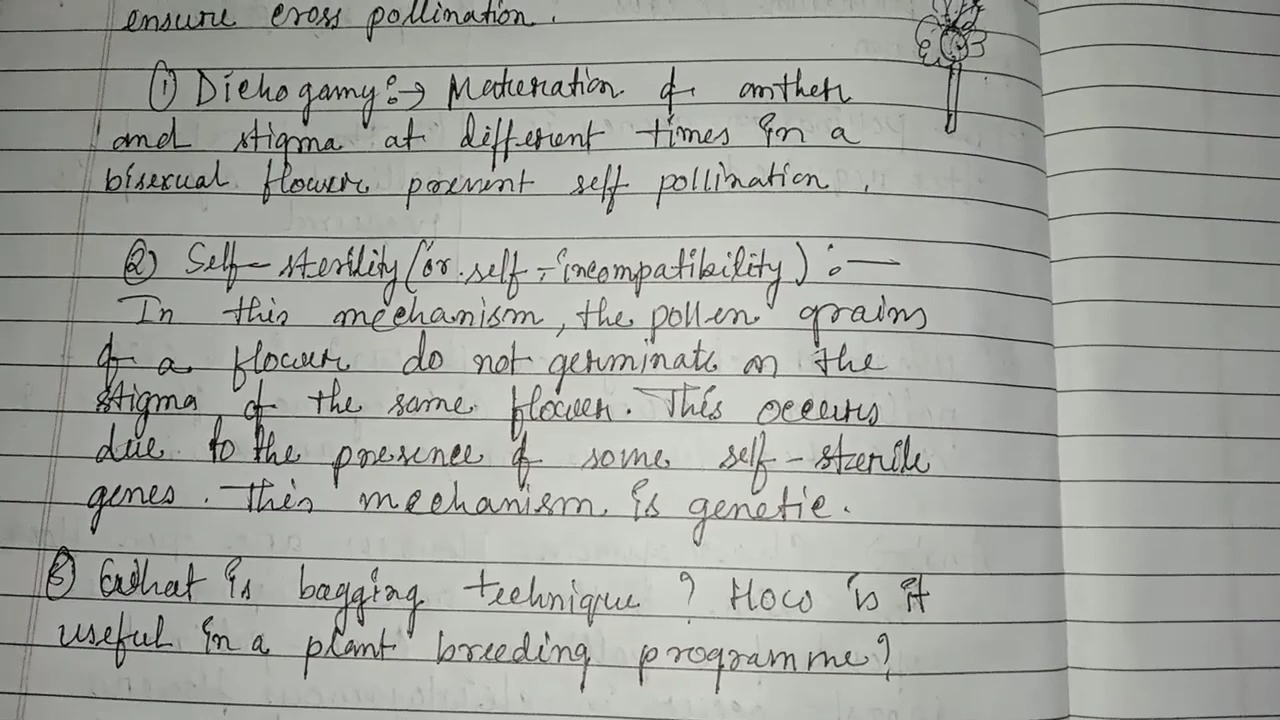 ensure cross pollination.
① Dichogamy :→ Materation of anther
and stigma at different times in a
bisexual flower prevent self pollination.
② Self-sterility (or self-incompatibility) :—
In this mechanism, the pollen grains
of a flower do not germinate on the
stigma of the same flower. This occurs
due to the presence of some self-sterile
genes. This mechanism is genetic.
What is bagging technique? How is it
useful in a plant breeding programme?